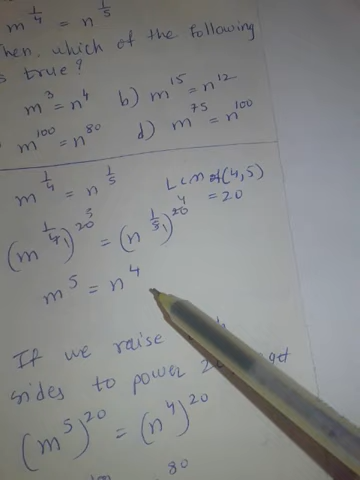 m^1/4 = n^1/5
Then, which of the following
is true?
m^3 = n^4 b) m^15 = n^12
m^100 = n^80 d) m^75 = n^100
m^1/4 = n^1/5 LCM of (4,5)
= 20
(m^1/4)^20 = (n^1/5)^20
m^5 = n^4
If we raise
sides to power
(m^5)^20 = (n^4)^20
80